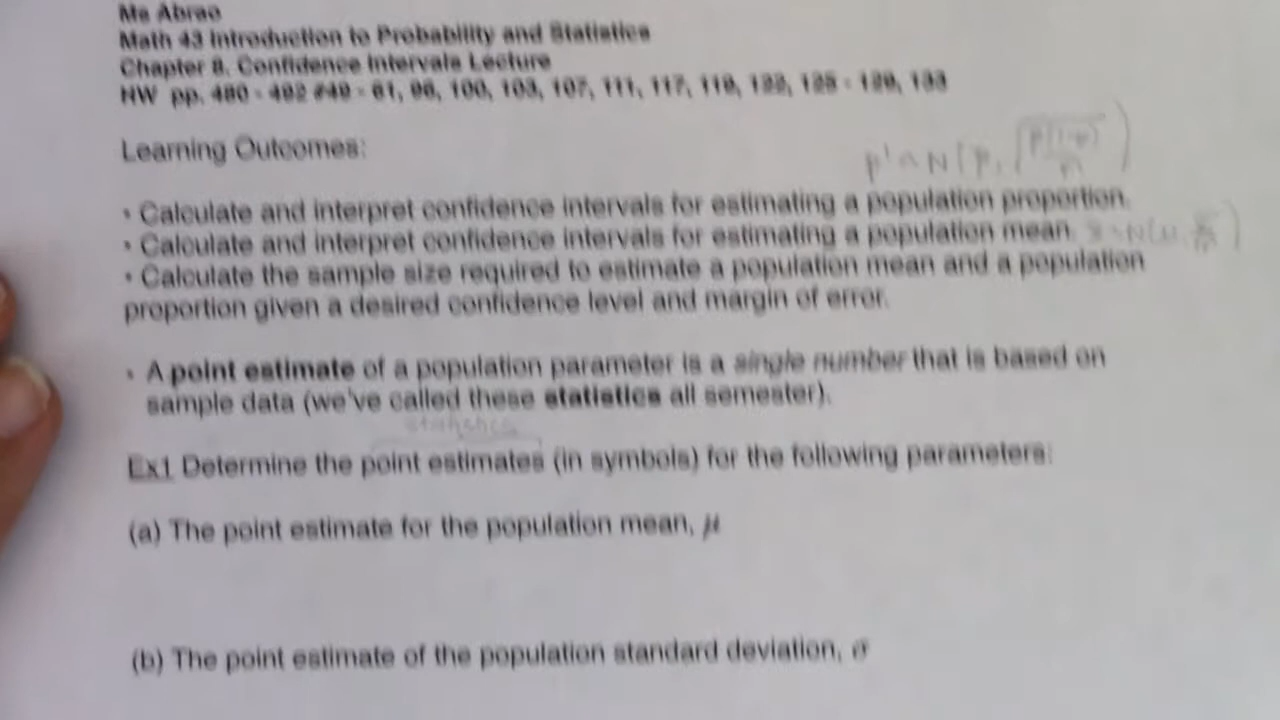 Ms Abrao
Math 43 Introduction to Probability and Statistics
Chapter 8. Confidence Intervals Lecture
HW pp. 480 - 492 #49 - 61, 96, 100, 103, 107, 111, 117, 119, 122, 125 - 129, 133
Learning Outcomes:
p' ~ N(p, √(p(1-p)/n))
• Calculate and interpret confidence intervals for estimating a population proportion.
• Calculate and interpret confidence intervals for estimating a population mean.
• Calculate the sample size required to estimate a population mean and a population
proportion given a desired confidence level and margin of error.
• A point estimate of a population parameter is a single number that is based on
sample data (we've called these statistics all semester).
statistics
Ex1 Determine the point estimates (in symbols) for the following parameters:
(a) The point estimate for the population mean, μ
(b) The point estimate of the population standard deviation, σ